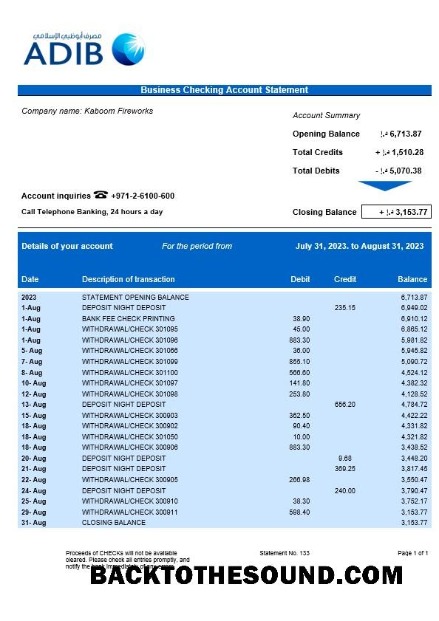 مصرف أبوظبي الإسلامي
ADIB
Business Checking Account Statement
Company name: Kaboom Fireworks
Account Summary
Opening Balance د.إ 6,713.87
Total Credits + د.إ 1,510.28
Total Debits - د.إ 5,070.38
Account inquiries ☎ +971-2-6100-600
Call Telephone Banking, 24 hours a day
Closing Balance + د.إ 3,153.77
Details of your account For the period from July 31, 2023. to August 31, 2023
Date Description of transaction Debit Credit Balance
2023 STATEMENT OPENING BALANCE 6,713.87
1-Aug DEPOSIT NIGHT DEPOSIT 235.15 6,949.02
1-Aug BANK FEE CHECK PRINTING 38.90 6,910.12
1-Aug WITHDRAWAL/CHECK 301095 45.00 6,865.12
1-Aug WITHDRAWAL/CHECK 301096 883.30 5,981.82
5- Aug WITHDRAWAL/CHECK 301066 36.00 5,945.82
7- Aug WITHDRAWAL/CHECK 301099 855.10 5,090.72
8- Aug WITHDRAWAL/CHECK 301100 566.60 4,524.12
10- Aug WITHDRAWAL/CHECK 301097 141.80 4,382.32
12- Aug WITHDRAWAL/CHECK 301098 253.80 4,128.52
13- Aug DEPOSIT NIGHT DEPOSIT 656.20 4,784.72
15- Aug WITHDRAWAL/CHECK 300903 362.50 4,422.22
18- Aug WITHDRAWAL/CHECK 300902 90.40 4,331.82
18- Aug WITHDRAWAL/CHECK 301050 10.00 4,321.82
18- Aug WITHDRAWAL/CHECK 300906 883.30 3,438.52
20- Aug DEPOSIT NIGHT DEPOSIT 9.68 3,448.20
21- Aug DEPOSIT NIGHT DEPOSIT 369.25 3,817.45
22- Aug WITHDRAWAL/CHECK 300905 266.98 3,550.47
24- Aug DEPOSIT NIGHT DEPOSIT 240.00 3,790.47
25- Aug WITHDRAWAL/CHECK 300910 38.30 3,752.17
29- Aug WITHDRAWAL/CHECK 300911 598.40 3,153.77
31- Aug CLOSING BALANCE 3,153.77
Proceeds of CHECKs will not be available Statement No. 133 Page 1 of 1
cleared. Please check all entries promptly, and
notify the
BACKTOTHESOUND.COM